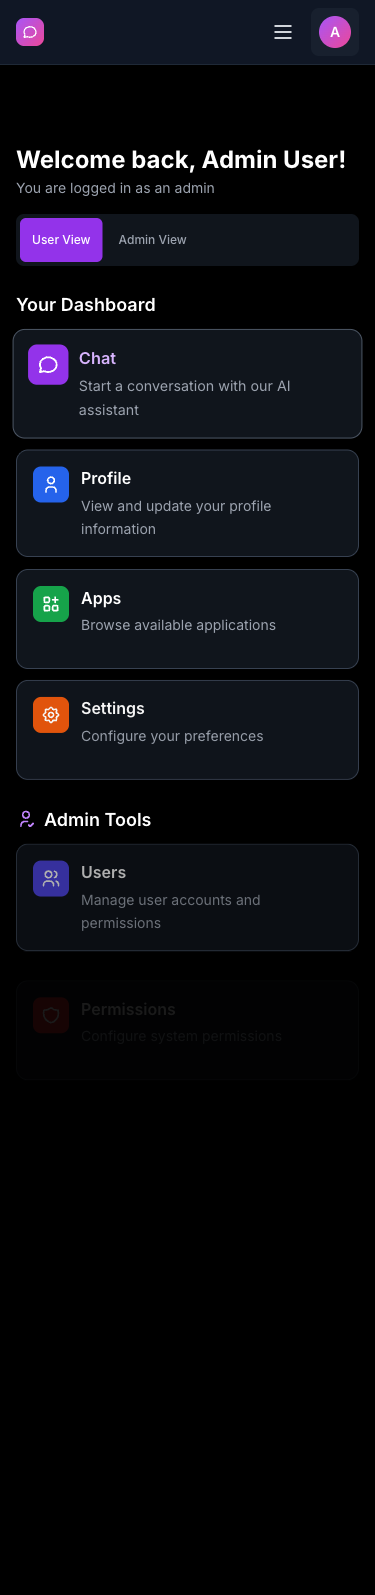 A
Welcome back, Admin User!
You are logged in as an admin
User View
Admin View
Your Dashboard
Chat
Start a conversation with our AI
assistant
Profile
View and update your profile
information
Apps
Browse available applications
Settings
Configure your preferences
Admin Tools
Users
Manage user accounts and
permissions
Permissions
Configure system permissions